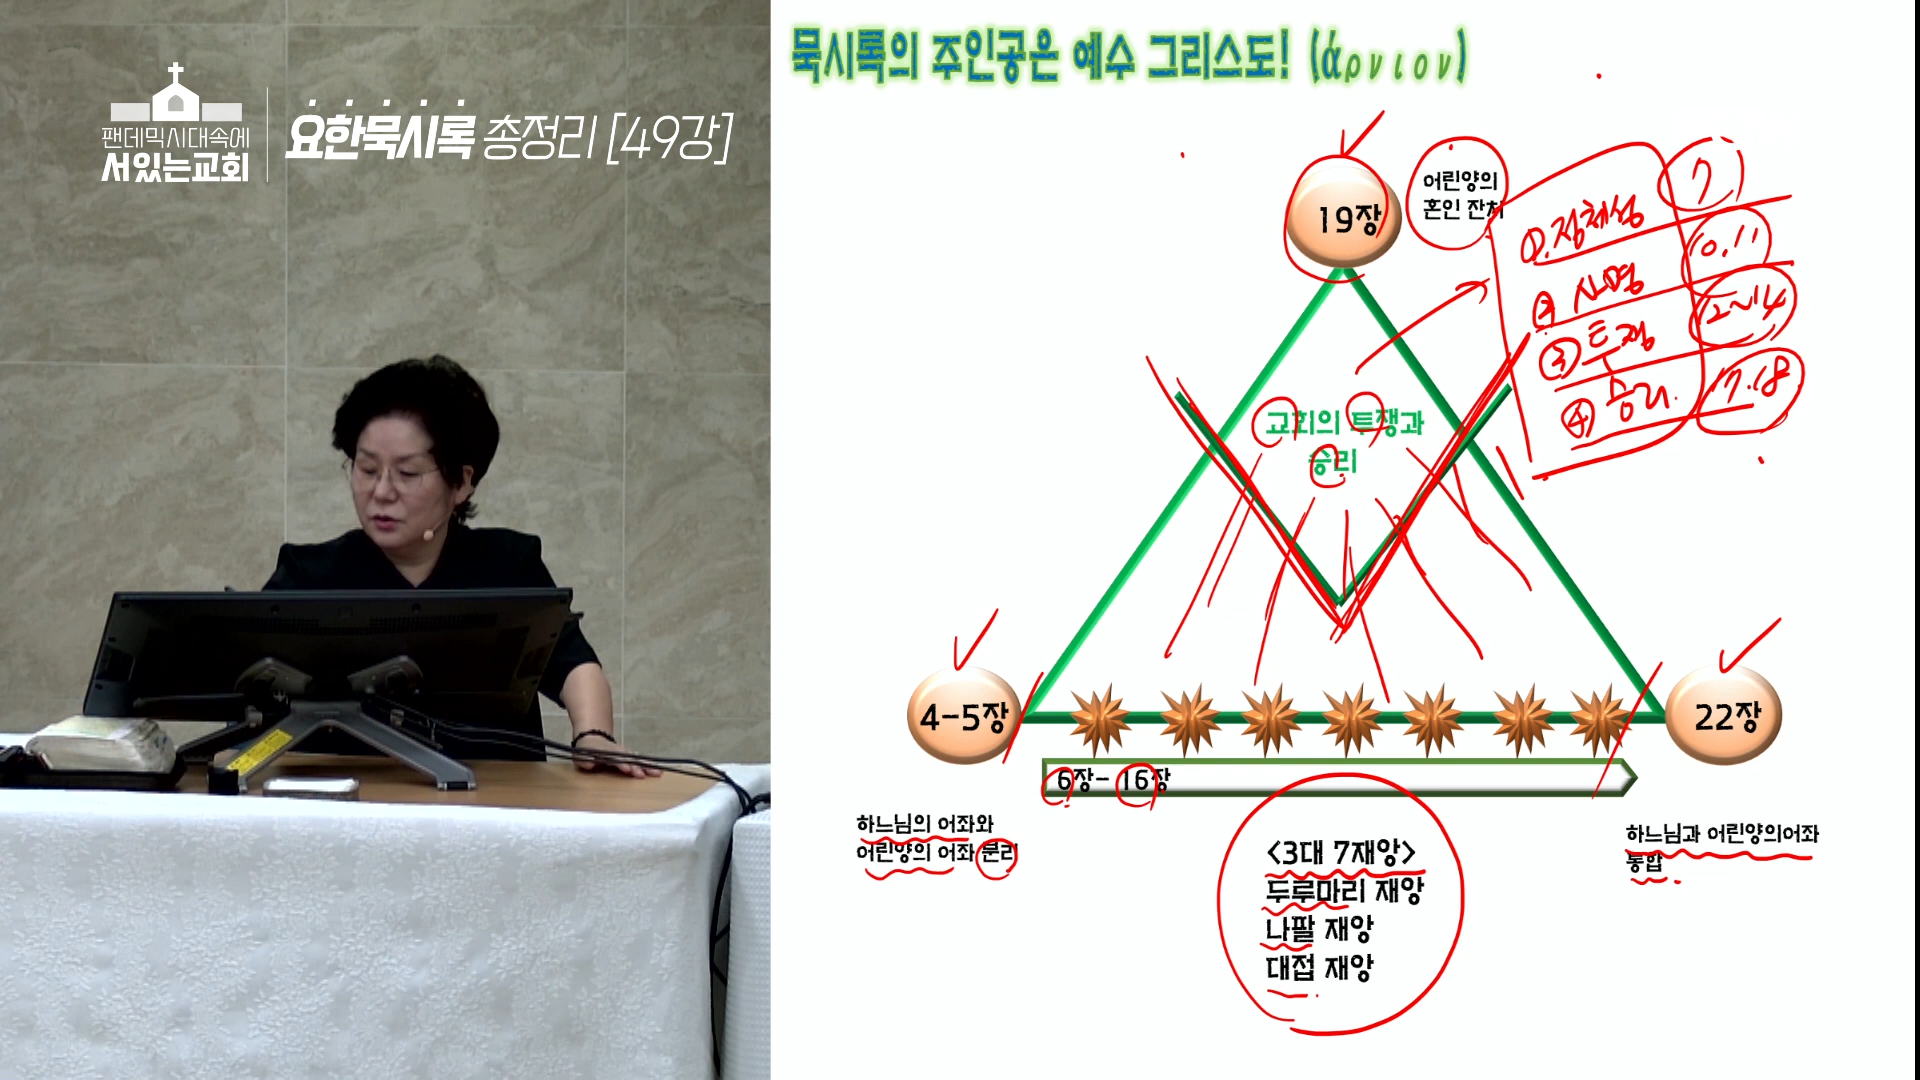 팬데믹시대속에
서있는교회
요한묵시록 총정리 [49강]
묵시록의 주인공은 예수 그리스도! (άρνιον)
19장
어린양의
혼인 잔치
①.정체성 7
② 사명 10.11
③ 투쟁 12~14
④ 승리. 17.18
교회의 투쟁과
승리
4-5장
22장
6장- 16장
하느님의 어좌와
어린양의 어좌 분리
하느님과 어린양의어좌
통합
<3대 7재앙>
두루마리 재앙
나팔 재앙
대접 재앙